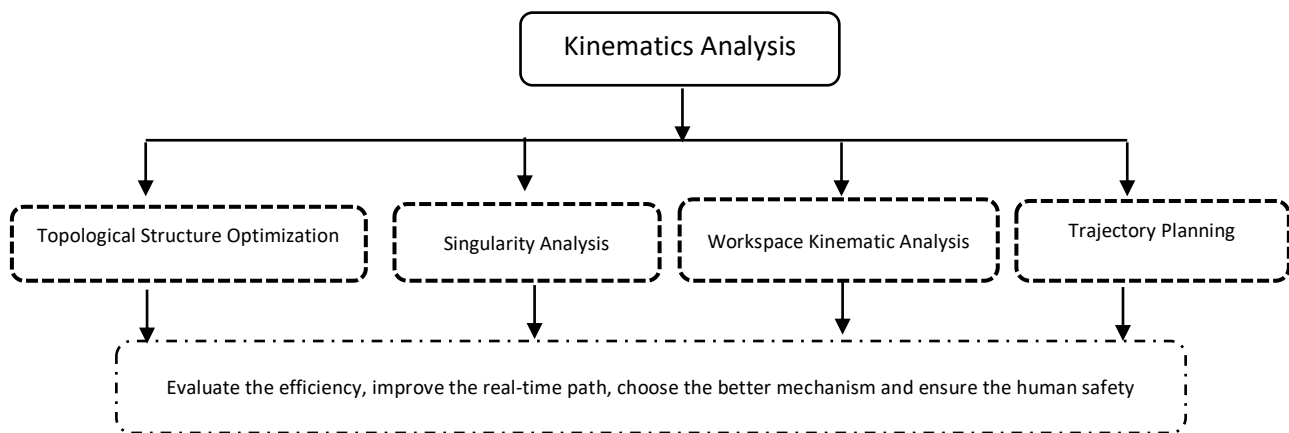 Kinematics Analysis
Topological Structure Optimization
Singularity Analysis
Workspace Kinematic Analysis
Trajectory Planning
Evaluate the efficiency, improve the real-time path, choose the better mechanism and ensure the human safety